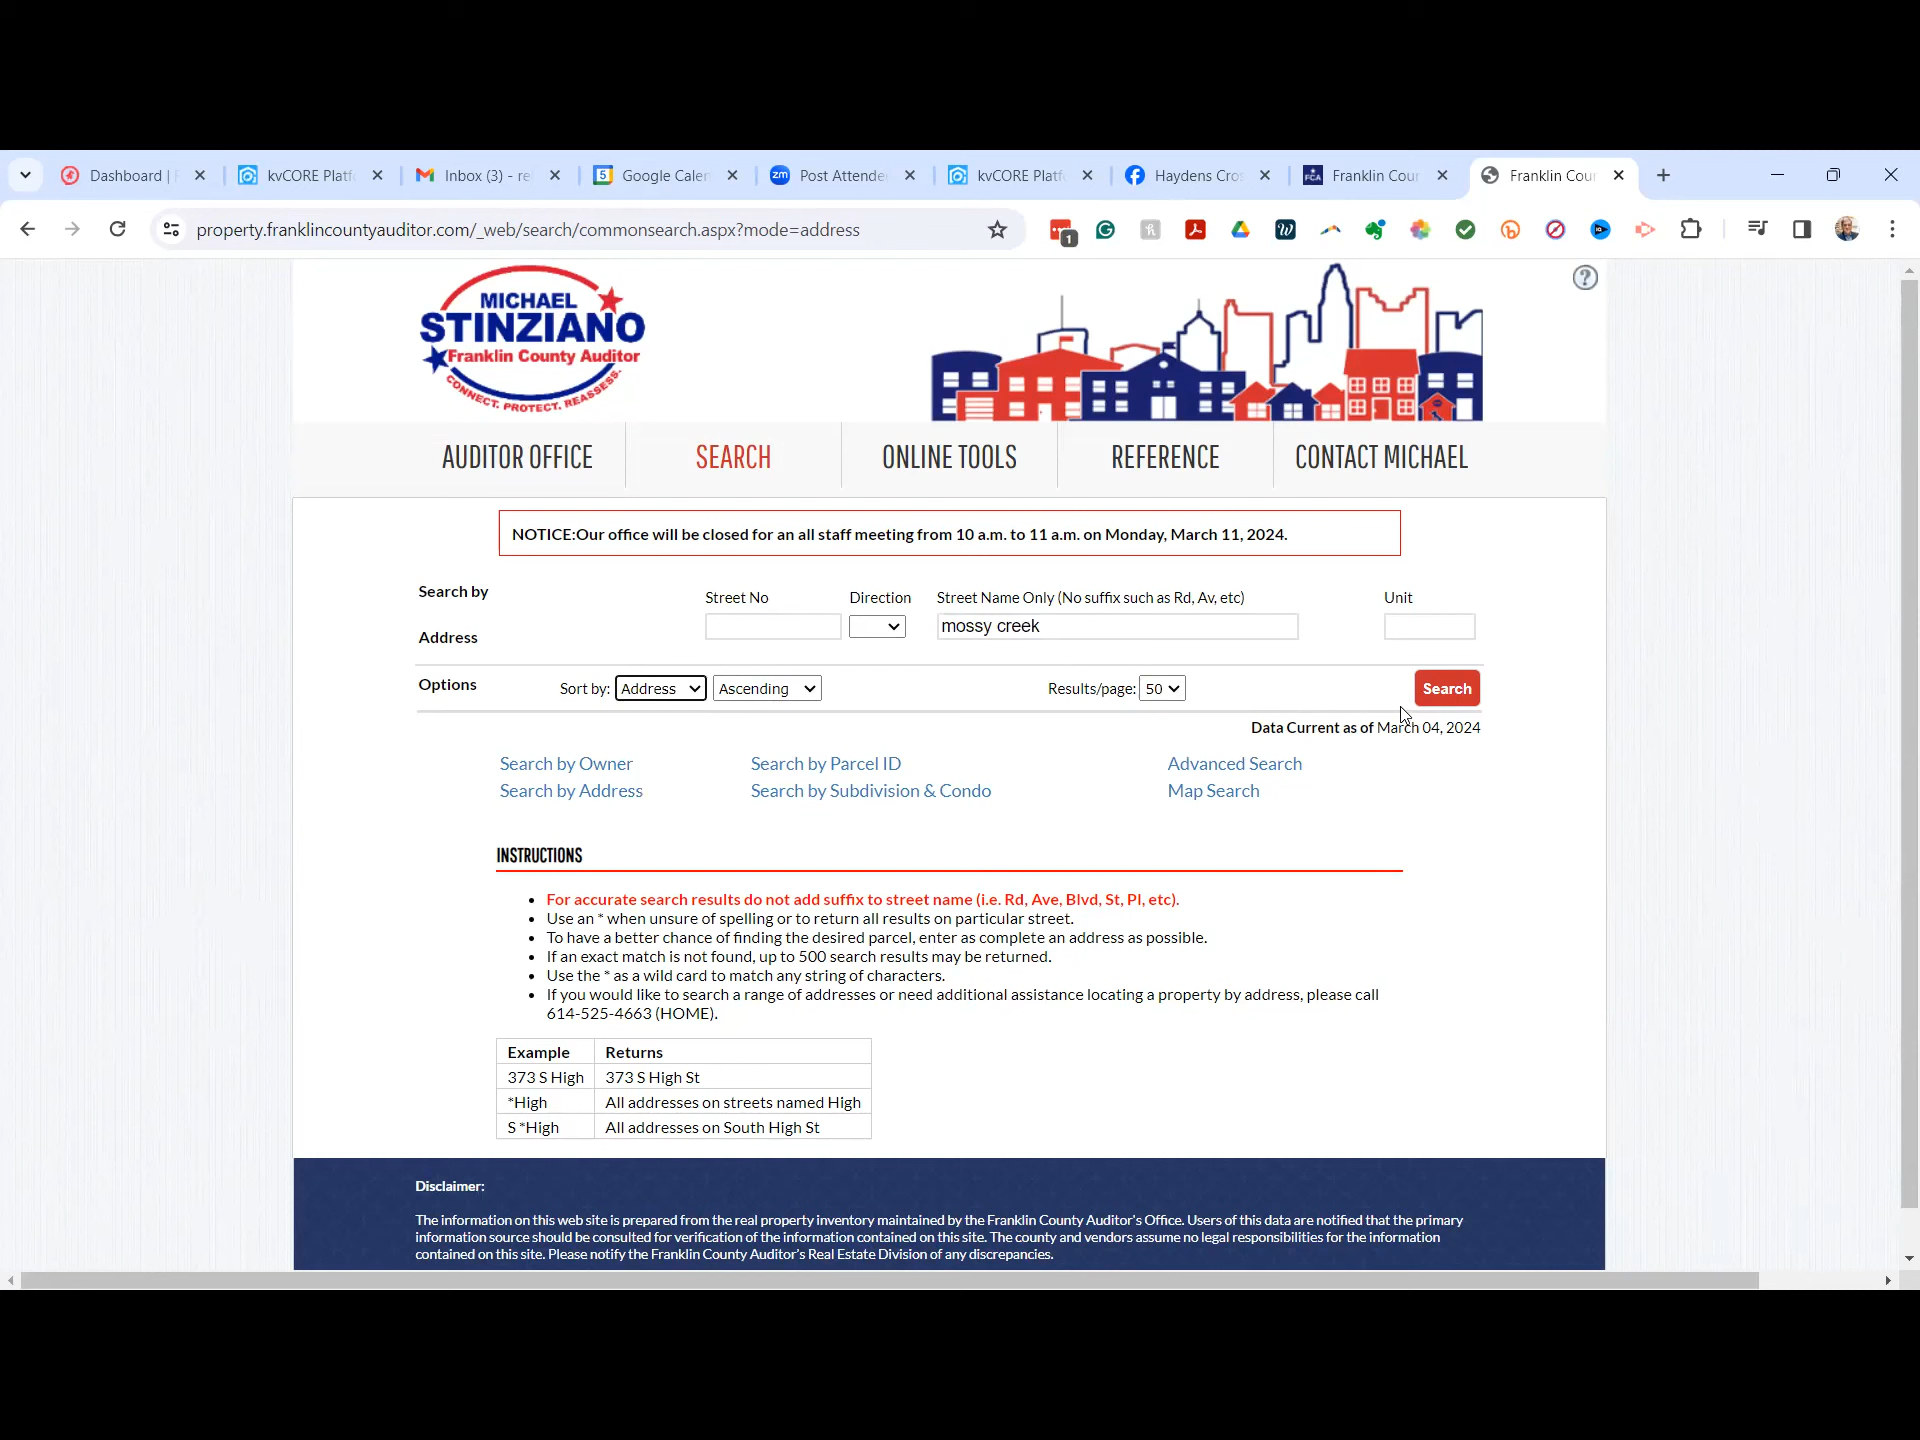 Dashboard |
kvCORE Platf
Inbox (3) - re
5
Google Calen
zm
Post Attende
kvCORE Platf
Haydens Cro
FCA
Franklin Cour
Franklin Cour
property.franklincountyauditor.com/_web/search/commonsearch.aspx?mode=address
1
MICHAEL
STINZIANO
Franklin County Auditor
CONNECT. PROTECT. REASSESS.
AUDITOR OFFICE
SEARCH
ONLINE TOOLS
REFERENCE
CONTACT MICHAEL
NOTICE:Our office will be closed for an all staff meeting from 10 a.m. to 11 a.m. on Monday, March 11, 2024.
Search by
Street No
Direction
Street Name Only (No suffix such as Rd, Av, etc)
Unit
mossy creek
Address
Options
Sort by:
Address
Ascending
Results/page:
50
Search
Data Current as of March 04, 2024
Search by Owner
Search by Parcel ID
Advanced Search
Search by Address
Search by Subdivision & Condo
Map Search
INSTRUCTIONS
• For accurate search results do not add suffix to street name (i.e. Rd, Ave, Blvd, St, Pl, etc).
• Use an * when unsure of spelling or to return all results on particular street.
• To have a better chance of finding the desired parcel, enter as complete an address as possible.
• If an exact match is not found, up to 500 search results may be returned.
• Use the * as a wild card to match any string of characters.
• If you would like to search a range of addresses or need additional assistance locating a property by address, please call
614-525-4663 (HOME).
Example Returns
373 S High 373 S High St
*High All addresses on streets named High
S *High All addresses on South High St
Disclaimer:
The information on this web site is prepared from the real property inventory maintained by the Franklin County Auditor's Office. Users of this data are notified that the primary
information source should be consulted for verification of the information contained on this site. The county and vendors assume no legal responsibilities for the information
contained on this site. Please notify the Franklin County Auditor's Real Estate Division of any discrepancies.